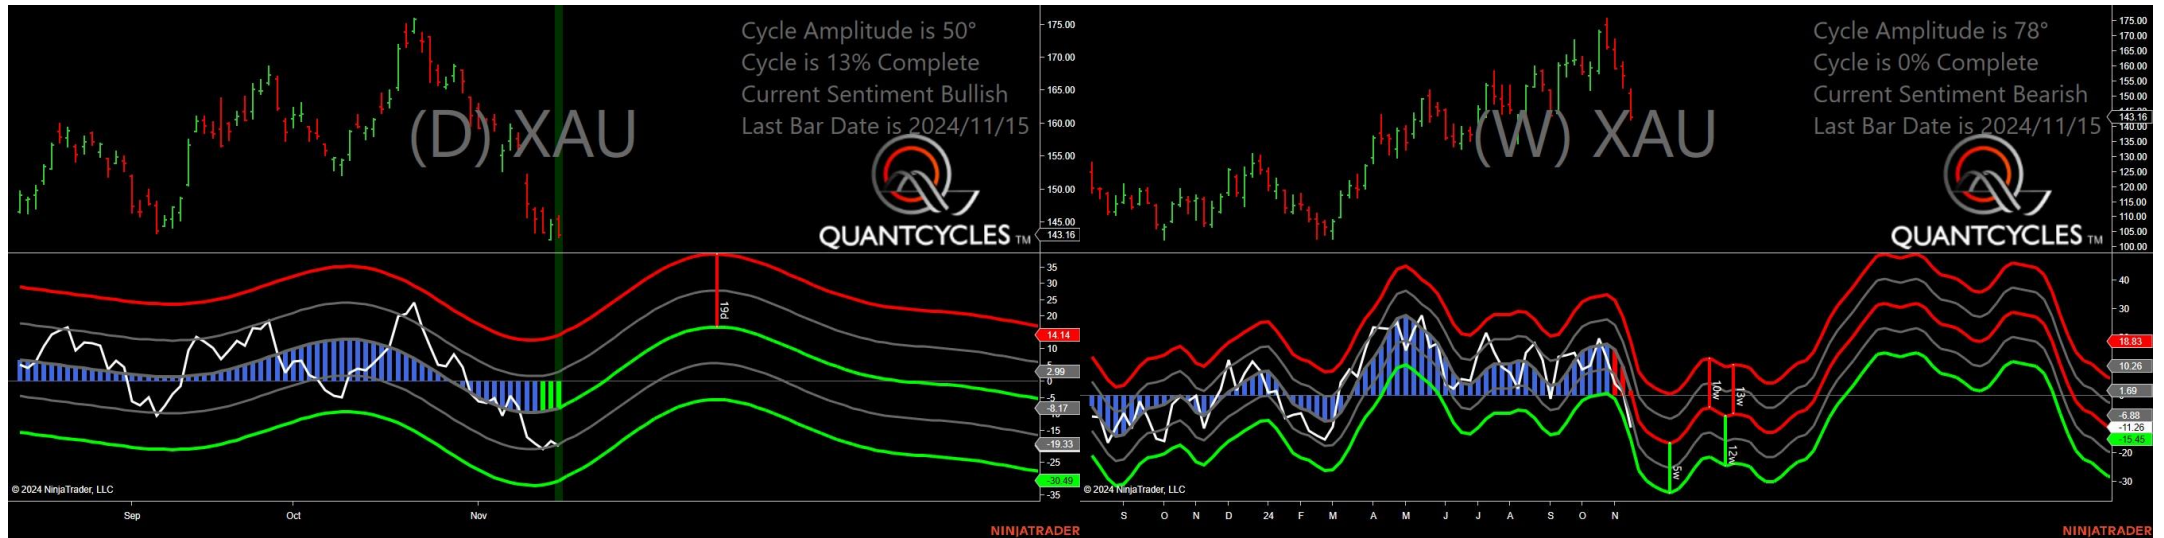 Cycle Amplitude is 50°
Cycle is 13% Complete
Current Sentiment Bullish
Last Bar Date is 2024/11/15
(D) XAU
QUANTCYCLES TM
175.00
170.00
165.00
160.00
155.00
150.00
145.00
143.16
35
30
25
20
14.14
10
5
2.99
0
-5
-8.17
-15
-19.33
-25
-30.49
-35
19d
© 2024 NinjaTrader, LLC
Sep
Oct
Nov
NINJATRADER
Cycle Amplitude is 78°
Cycle is 0% Complete
Current Sentiment Bearish
Last Bar Date is 2024/11/15
(W) XAU
QUANTCYCLES TM
175.00
170.00
165.00
160.00
155.00
150.00
143.16
140.00
135.00
130.00
125.00
120.00
115.00
110.00
105.00
100.00
40
30
18.83
10.26
1.69
-6.88
-11.26
-15.45
-20
-30
10w
13w
5w
12w
© 2024 NinjaTrader, LLC
S O N D 24 F M A M J J A S O N
NINJATRADER